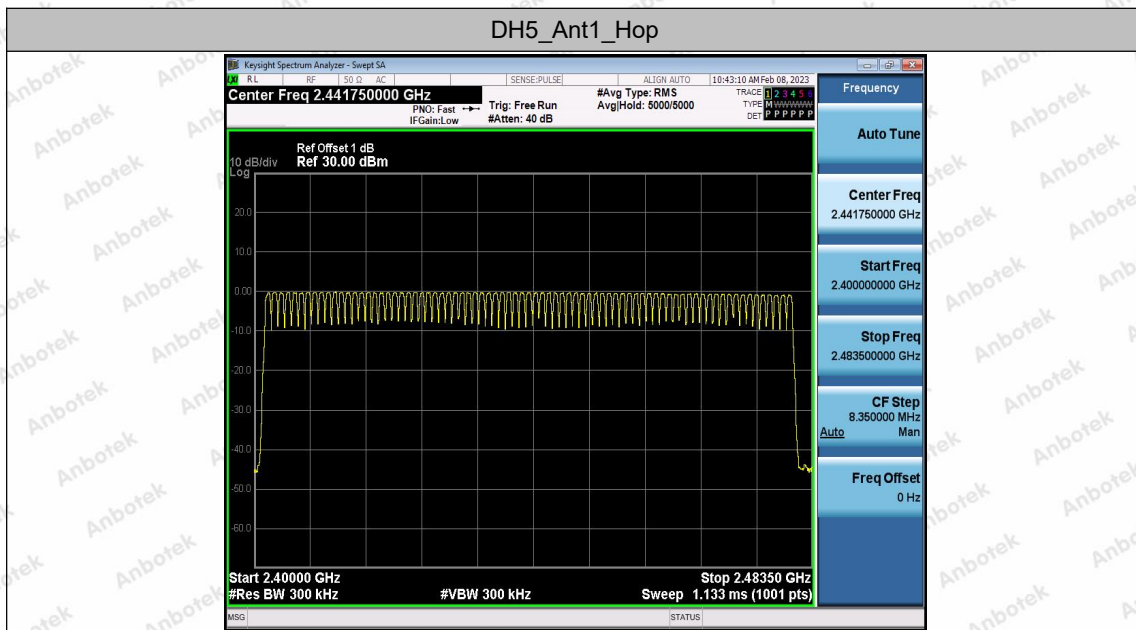 DH5_Ant1_Hop
Keysight Spectrum Analyzer - Swept SA
RL RF 50 Ω AC SENSE:PULSE ALIGN AUTO 10:43:10 AM Feb 08, 2023
Center Freq 2.441750000 GHz
PNO: Fast
IFGain:Low
Trig: Free Run
#Atten: 40 dB
#Avg Type: RMS
Avg|Hold: 5000/5000
TRACE 1 2 3 4 5 6
TYPE M W W W W W
DET P P P P P P
Ref Offset 1 dB
10 dB/div Ref 30.00 dBm
Log
20.0
10.0
0.00
-10.0
-20.0
-30.0
-40.0
-50.0
-60.0
Start 2.40000 GHz Stop 2.48350 GHz
#Res BW 300 kHz #VBW 300 kHz Sweep 1.133 ms (1001 pts)
MSG STATUS
Frequency
Auto Tune
Center Freq
2.441750000 GHz
Start Freq
2.400000000 GHz
Stop Freq
2.483500000 GHz
CF Step
8.350000 MHz
Auto Man
Freq Offset
0 Hz
Anbotek